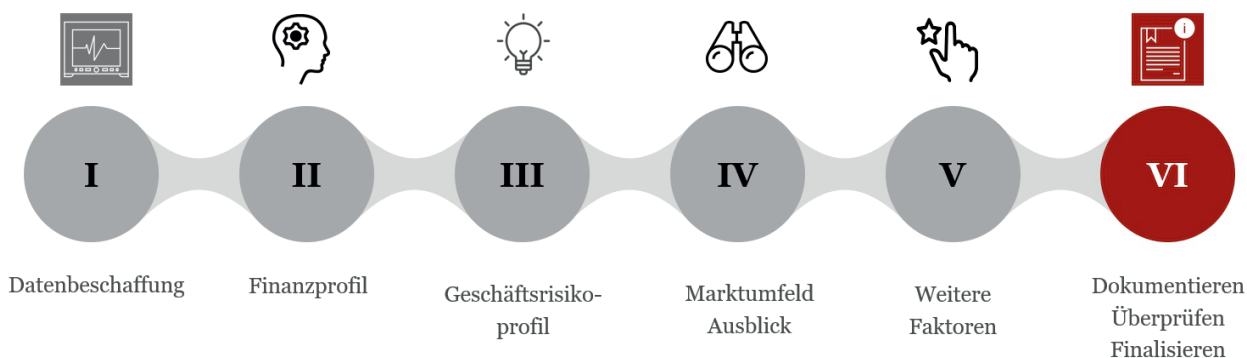 i
I
II
III
IV
V
VI
Datenbeschaffung
Finanzprofil
Geschäftsrisiko-
profil
Marktumfeld
Ausblick
Weitere
Faktoren
Dokumentieren
Überprüfen
Finalisieren